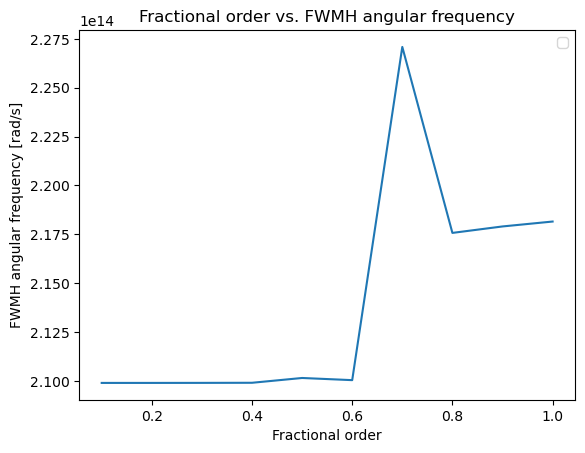 Fractional order vs. FWMH angular frequency
1e14
2.275
2.250
2.225
2.200
2.175
2.150
2.125
2.100
FWMH angular frequency [rad/s]
0.2 0.4 0.6 0.8 1.0
Fractional order